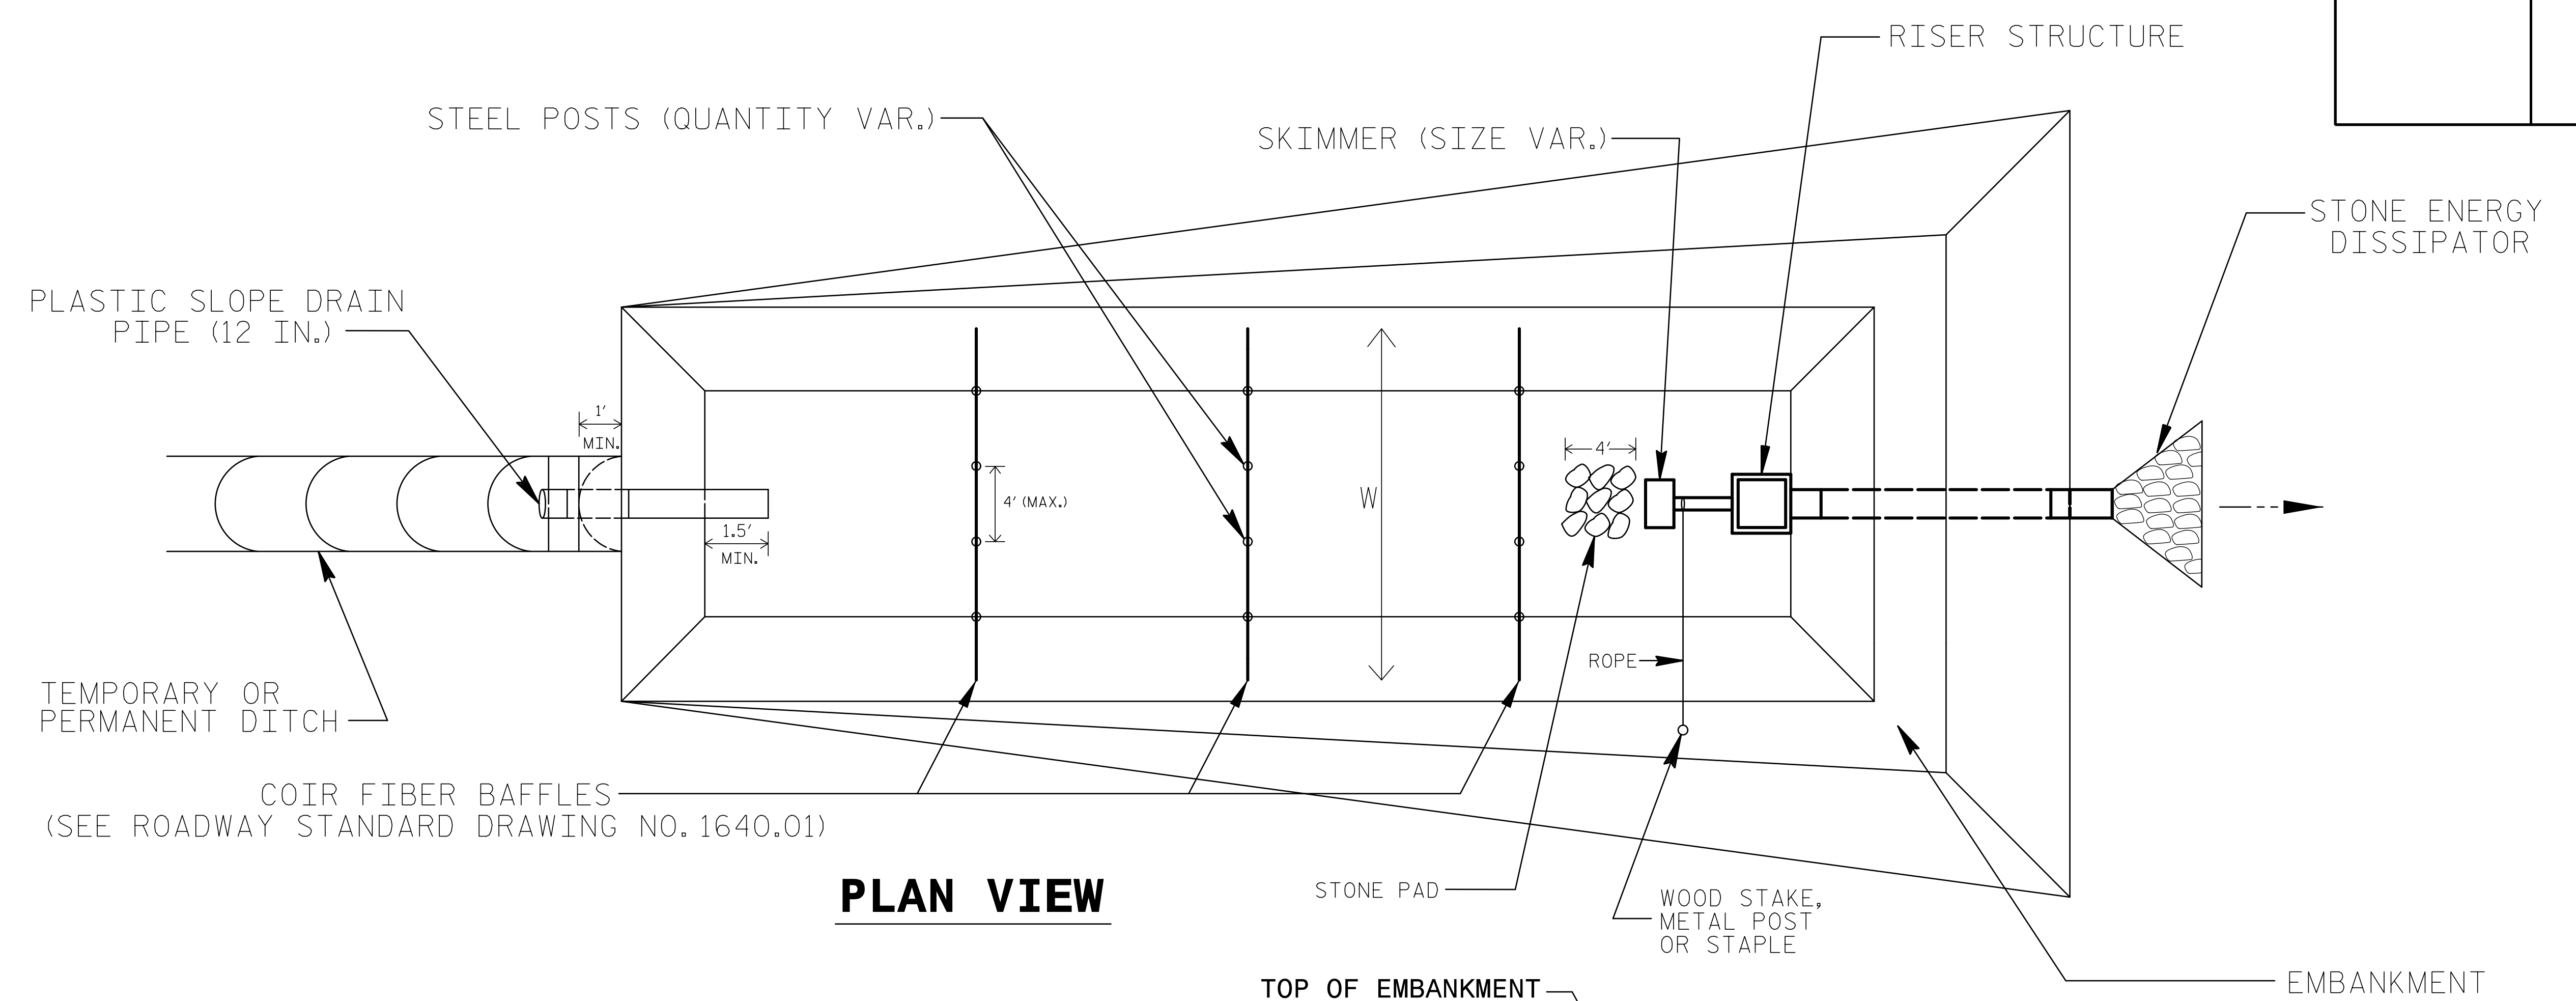 RISER STRUCTURE
STEEL POSTS (QUANTITY VAR.)
SKIMMER (SIZE VAR.)
STONE ENERGY
DISSIPATOR
PLASTIC SLOPE DRAIN
PIPE (12 IN.)
1'
MIN.
4'
W
4' (MAX.)
1.5'
MIN.
ROPE
TEMPORARY OR
PERMANENT DITCH
COIR FIBER BAFFLES
(SEE ROADWAY STANDARD DRAWING NO. 1640.01)
PLAN VIEW
STONE PAD
WOOD STAKE,
METAL POST
OR STAPLE
EMBANKMENT
TOP OF EMBANKMENT